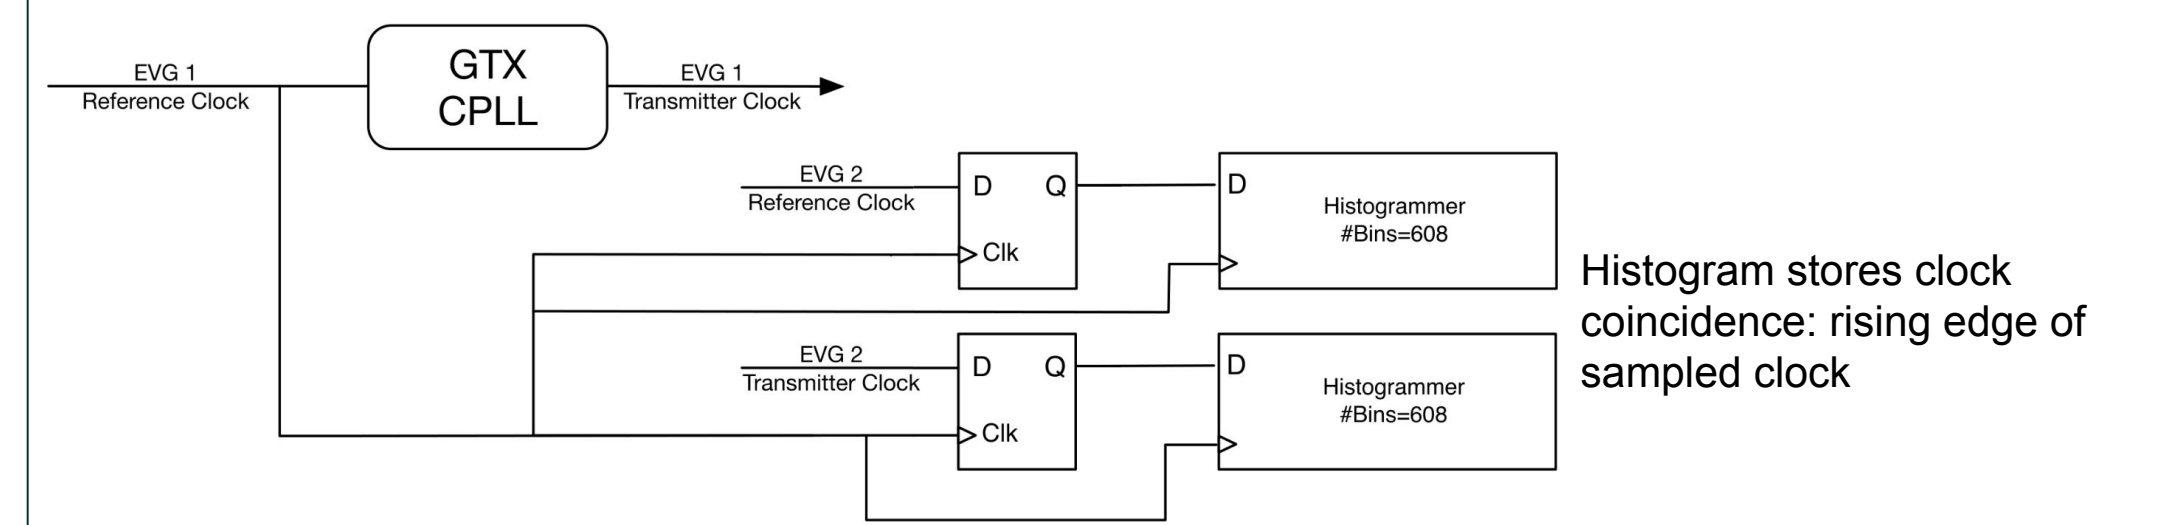 EVG 1
Reference Clock
GTX
CPLL
EVG 1
Transmitter Clock
EVG 2
Reference Clock
D
Q
Clk
D
Histogrammer
#Bins=608
EVG 2
Transmitter Clock
D
Q
Clk
D
Histogrammer
#Bins=608
Histogram stores clock
coincidence: rising edge of
sampled clock